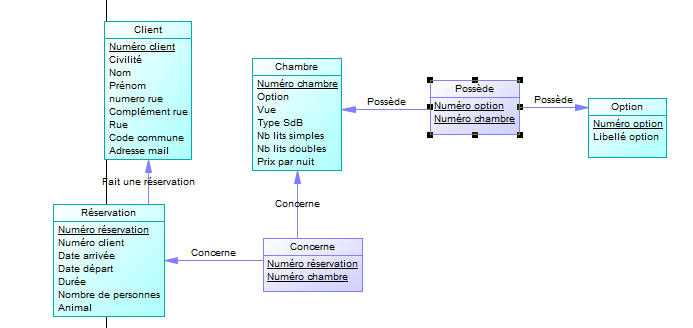 Client
Numéro client
Civilité
Nom
Prénom
numero rue
Complément rue
Rue
Code commune
Adresse mail
Fait une réservation
Réservation
Numéro réservation
Numéro client
Date arrivée
Date départ
Durée
Nombre de personnes
Animal
Chambre
Numéro chambre
Option
Vue
Type SdB
Nb lits simples
Nb lits doubles
Prix par nuit
Concerne
Concerne
Concerne
Numéro réservation
Numéro chambre
Possède
Possède
Numéro option
Numéro chambre
Possède
Option
Numéro option
Libellé option